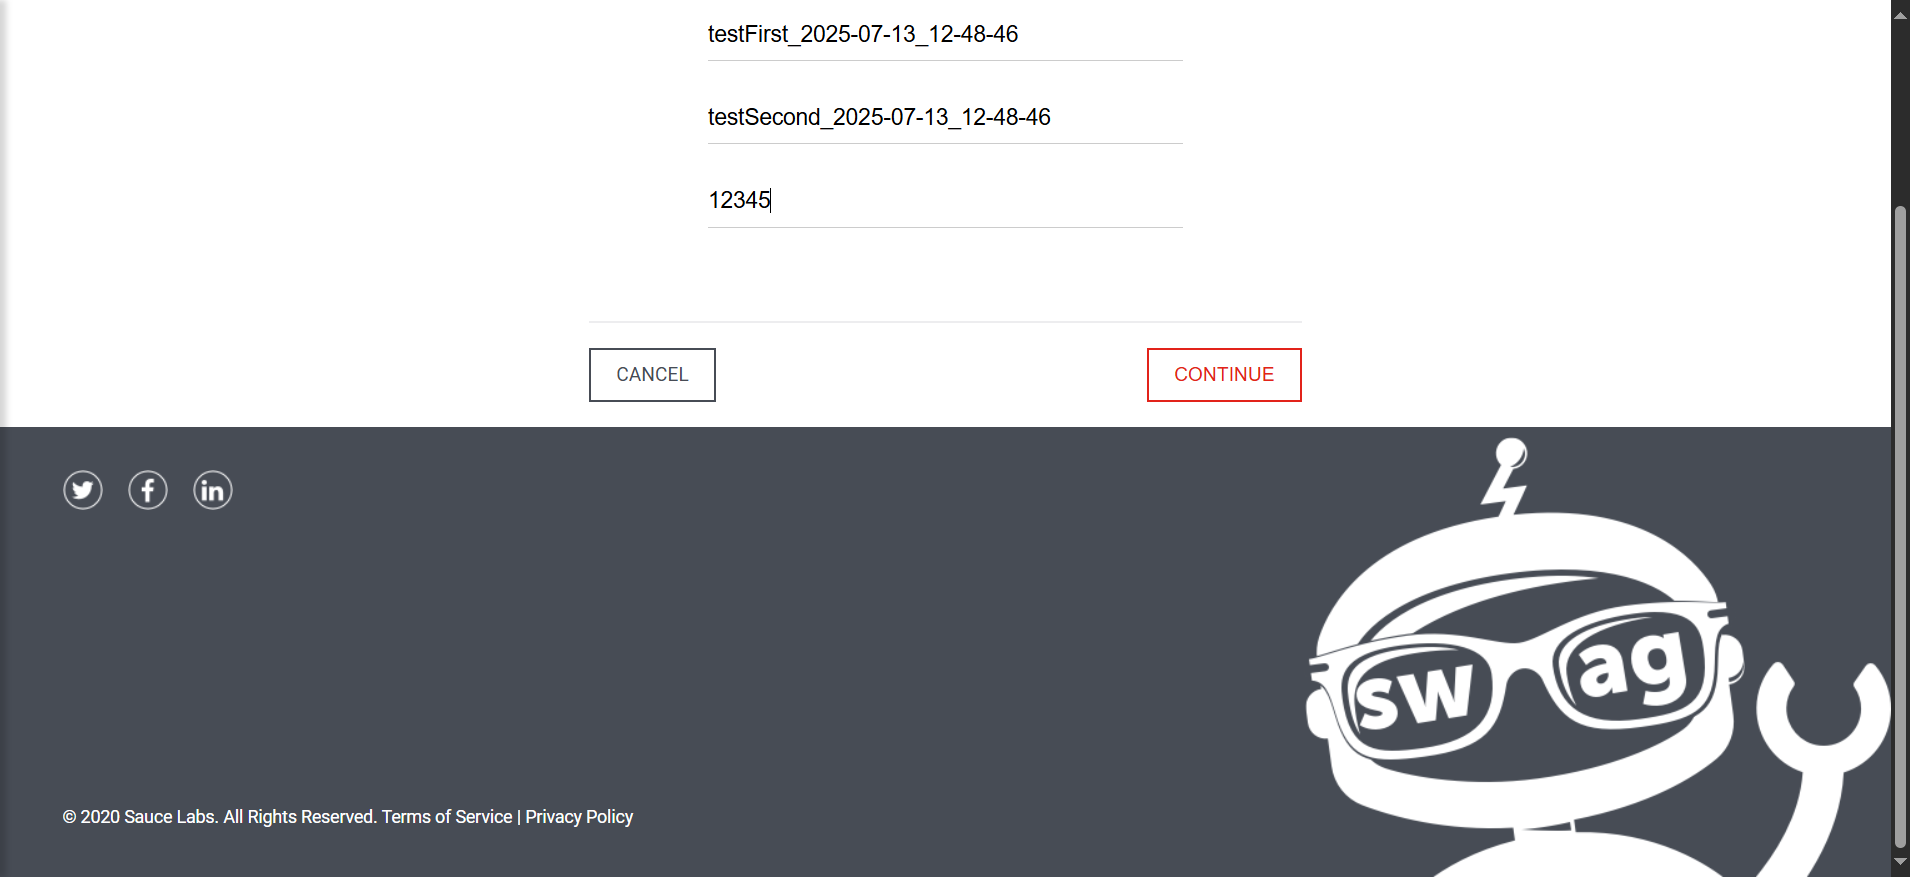 testFirst_2025-07-13_12-48-46
testSecond_2025-07-13_12-48-46
12345
CANCEL
CONTINUE
sw ag
© 2020 Sauce Labs. All Rights Reserved. Terms of Service | Privacy Policy